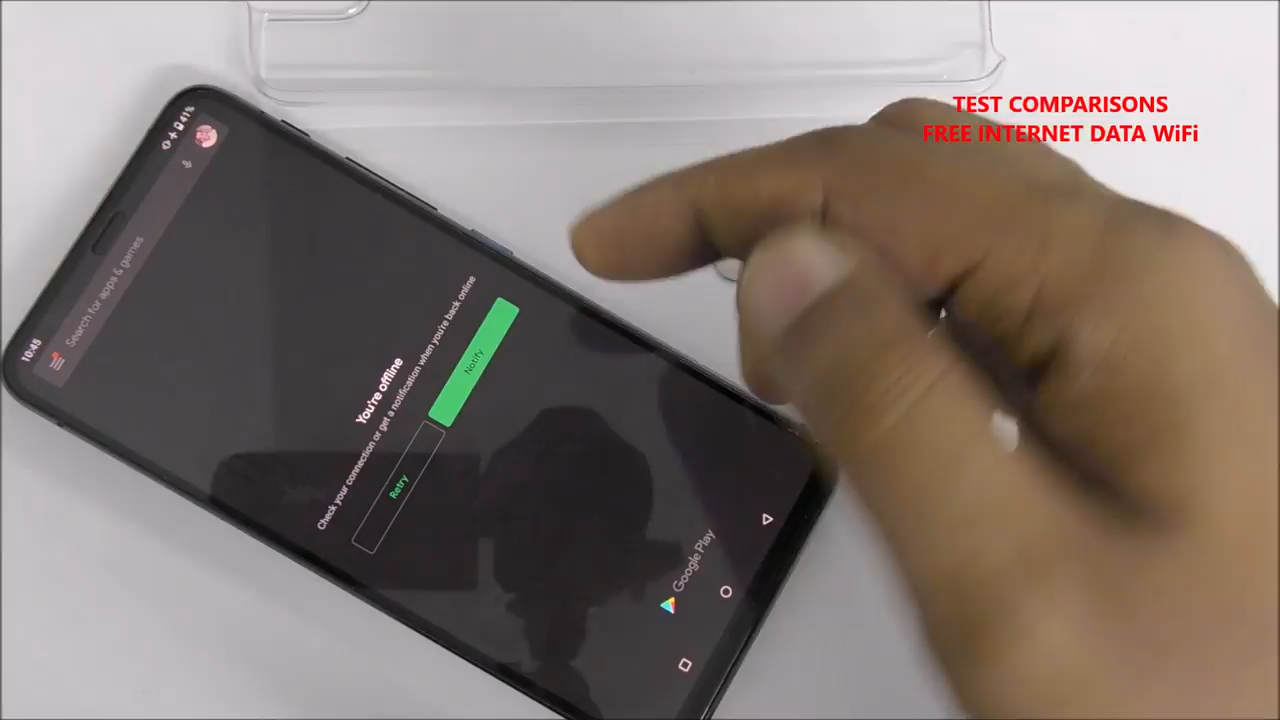 TEST COMPARISONS
FREE INTERNET DATA WiFi
10:45
41%
Search for apps & games
You're offline
Check your connection or get a notification when you're back online
Retry
Notify
Google Play